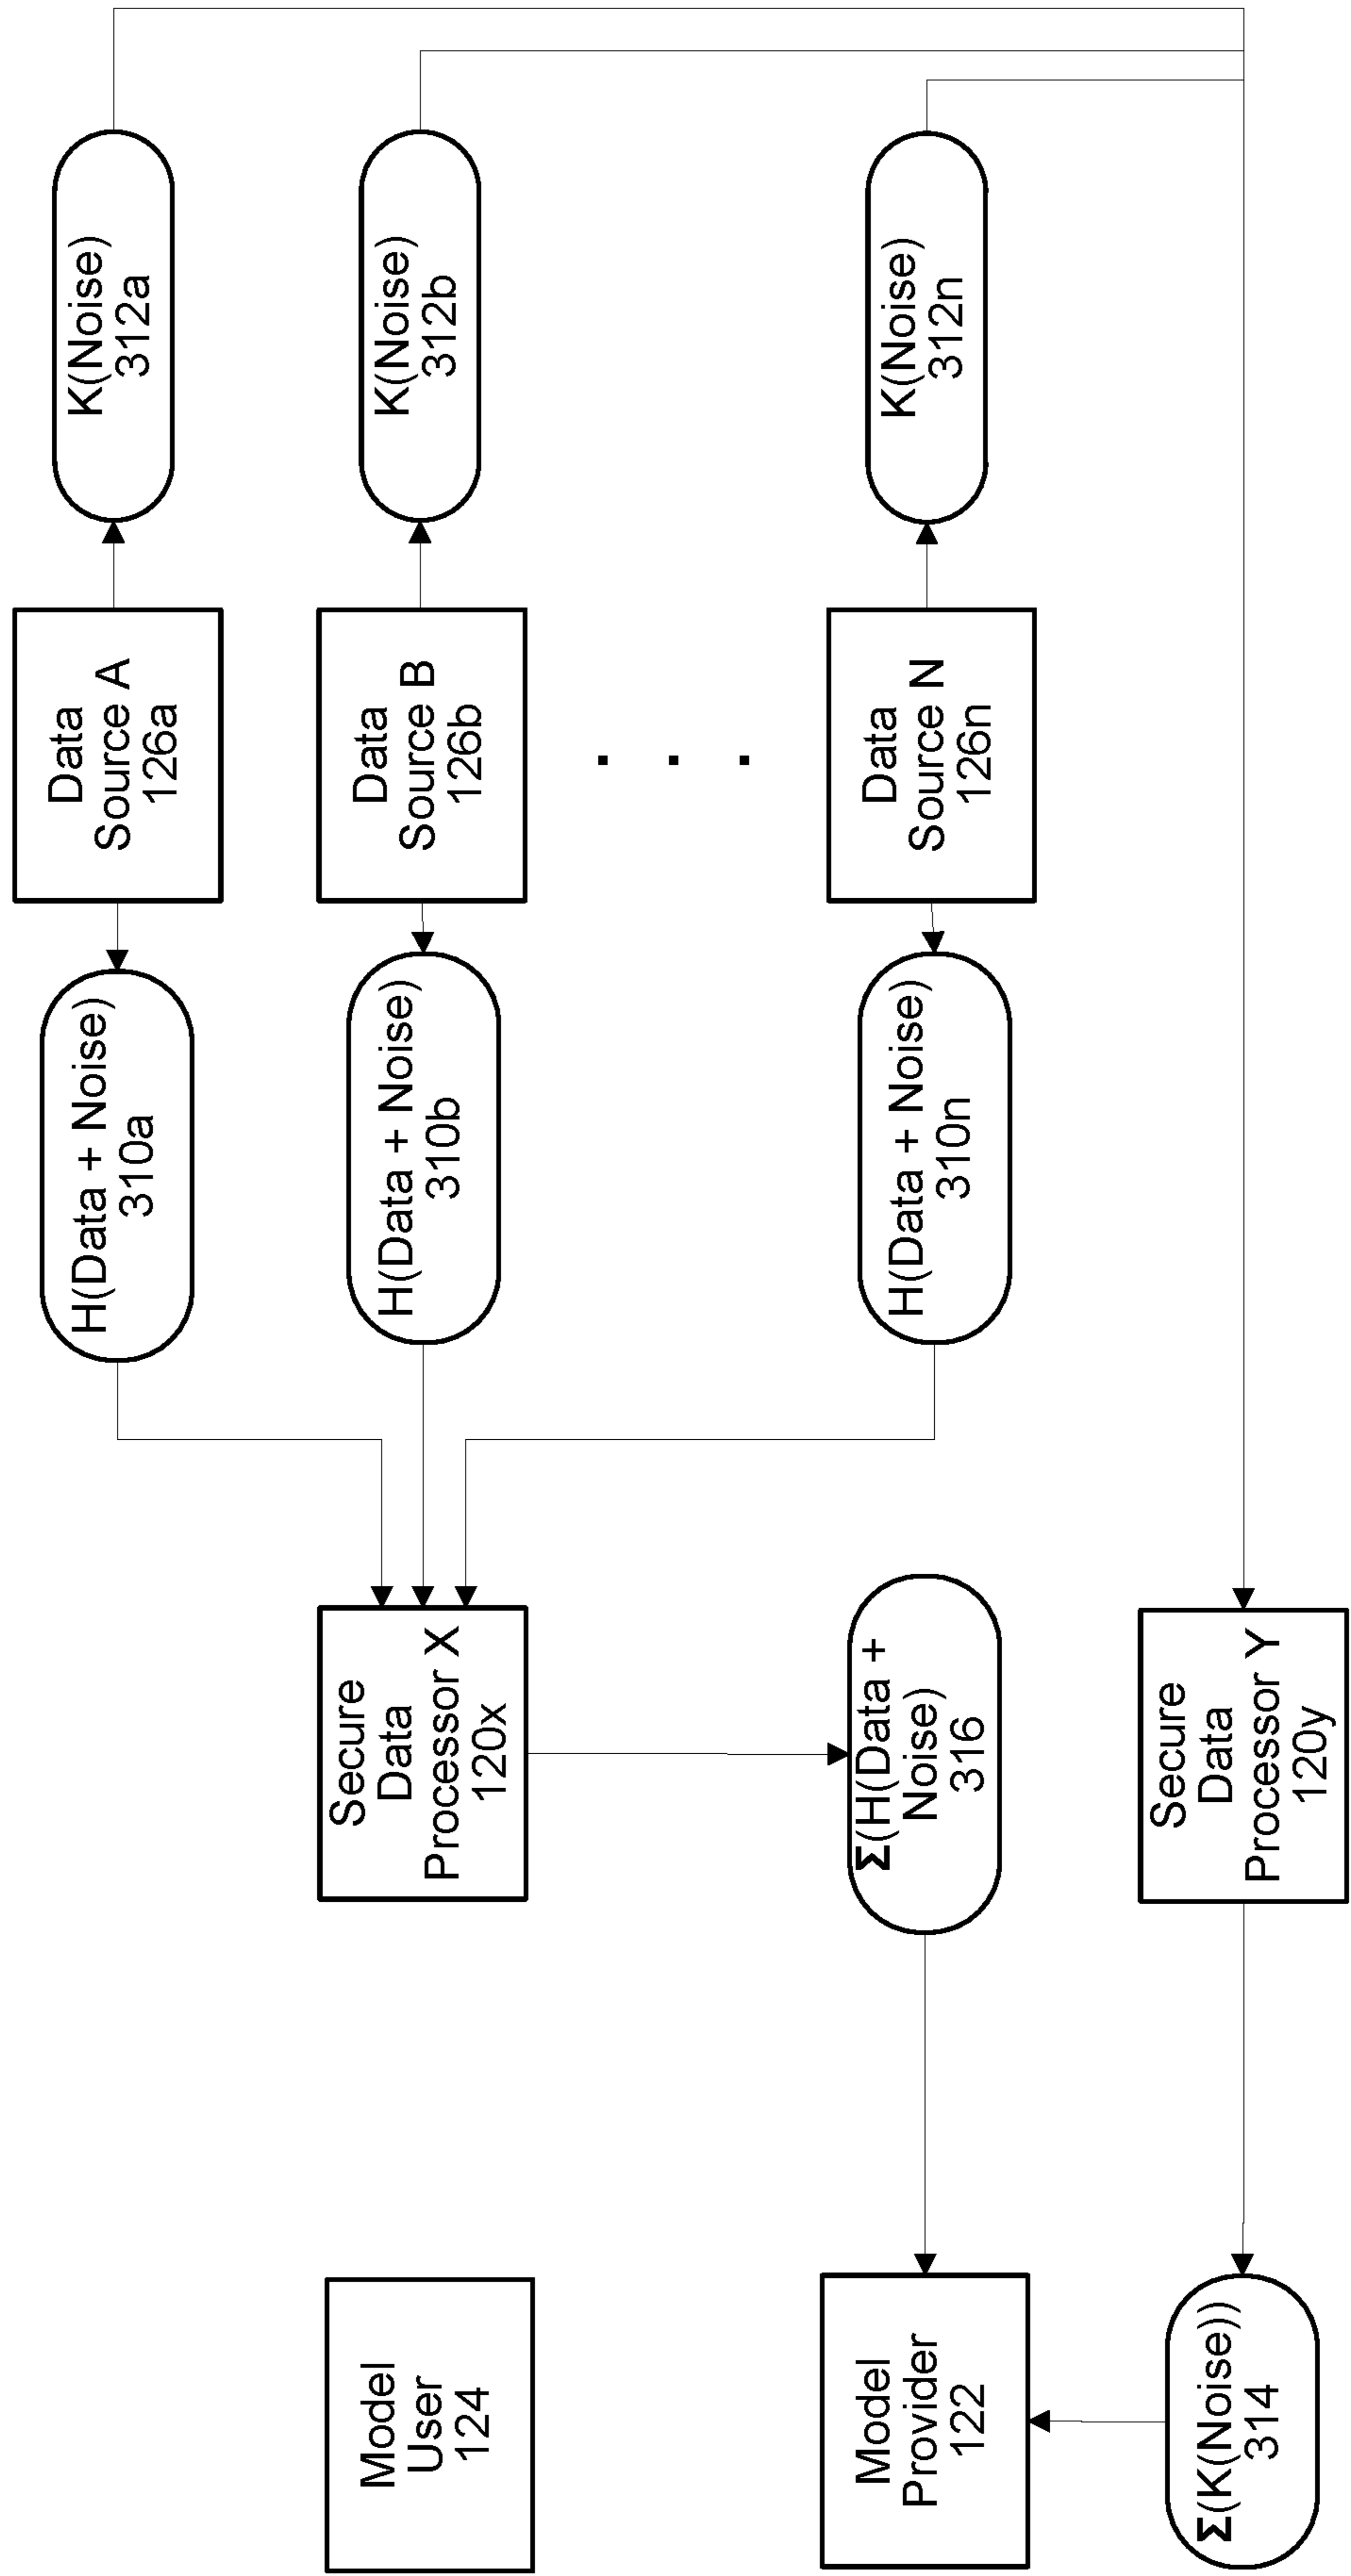 H(Data + Noise)
310a
Data
Source A
126a
K(Noise)
312a
Model
User
124
Secure
Data
Processor X
120x
H(Data + Noise)
310b
Data
Source B
126b
K(Noise)
312b
.
.
.
Model
Provider
122
Σ(H(Data +
Noise)
316
H(Data + Noise)
310n
Data
Source N
126n
K(Noise)
312n
Σ(K(Noise))
314
Secure
Data
Processor Y
120y